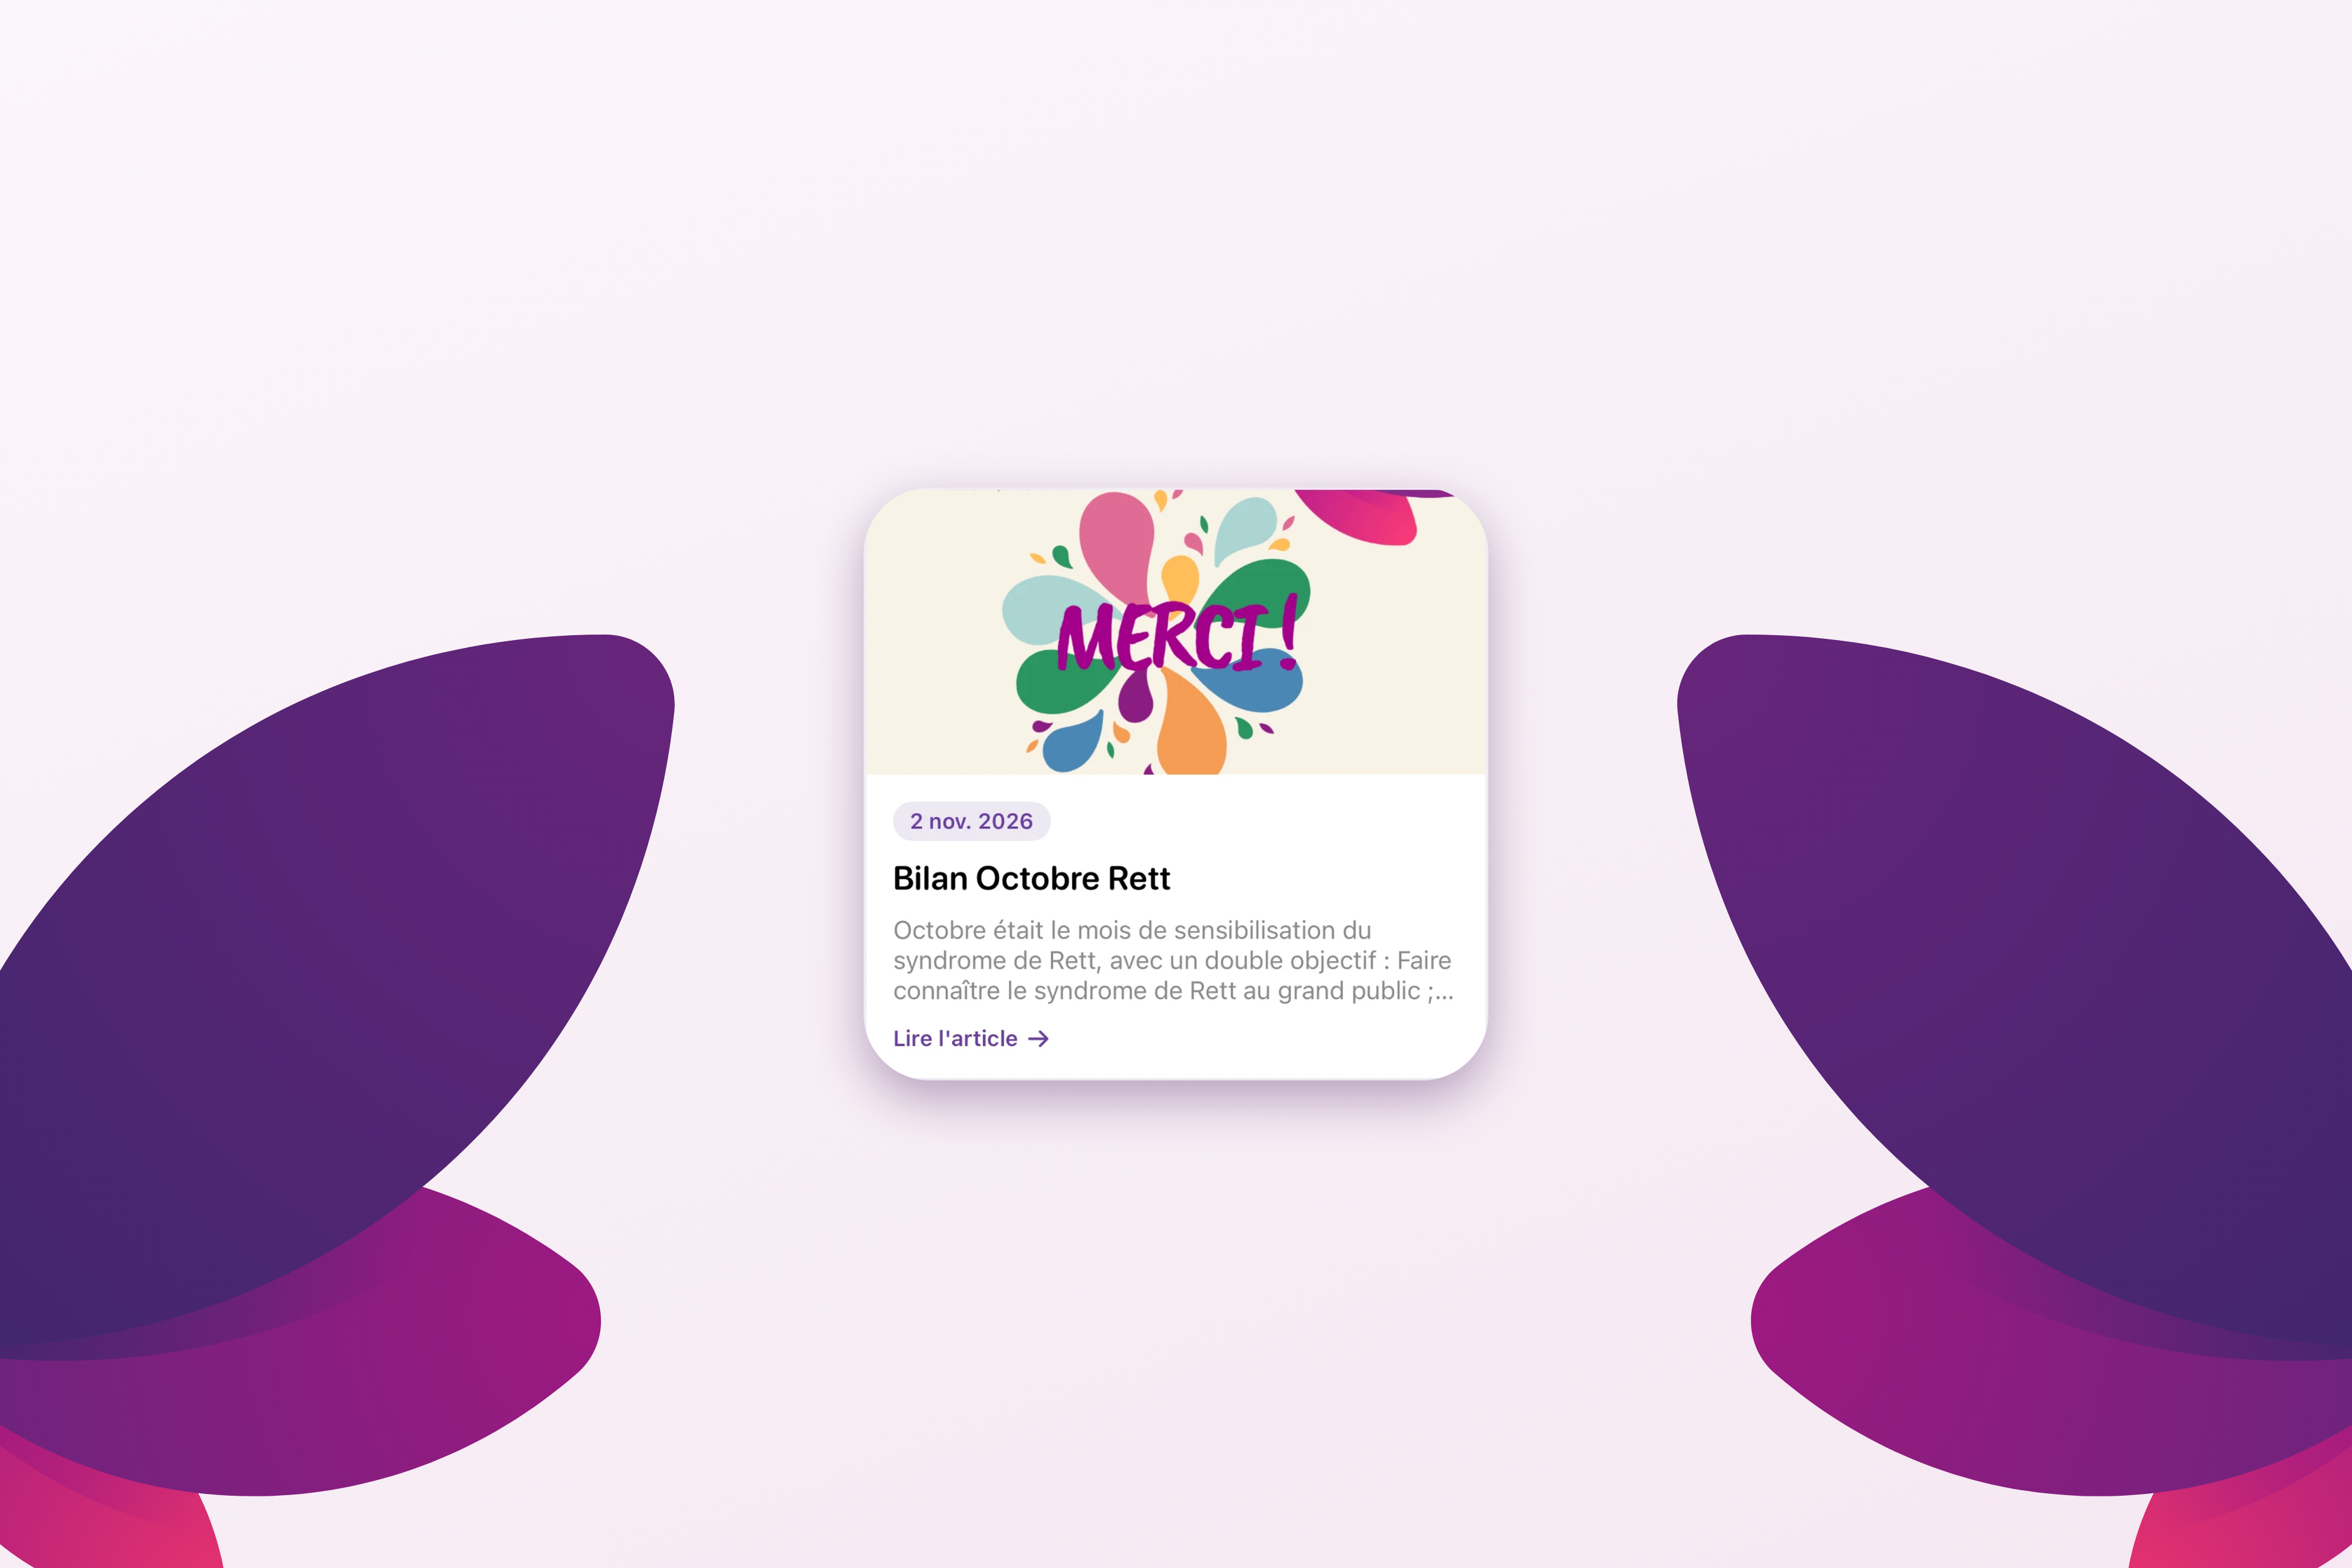 MERCI !
2 nov. 2026
Bilan Octobre Rett
Octobre était le mois de sensibilisation du
syndrome de Rett, avec un double objectif : Faire
connaître le syndrome de Rett au grand public ;...
Lire l'article →